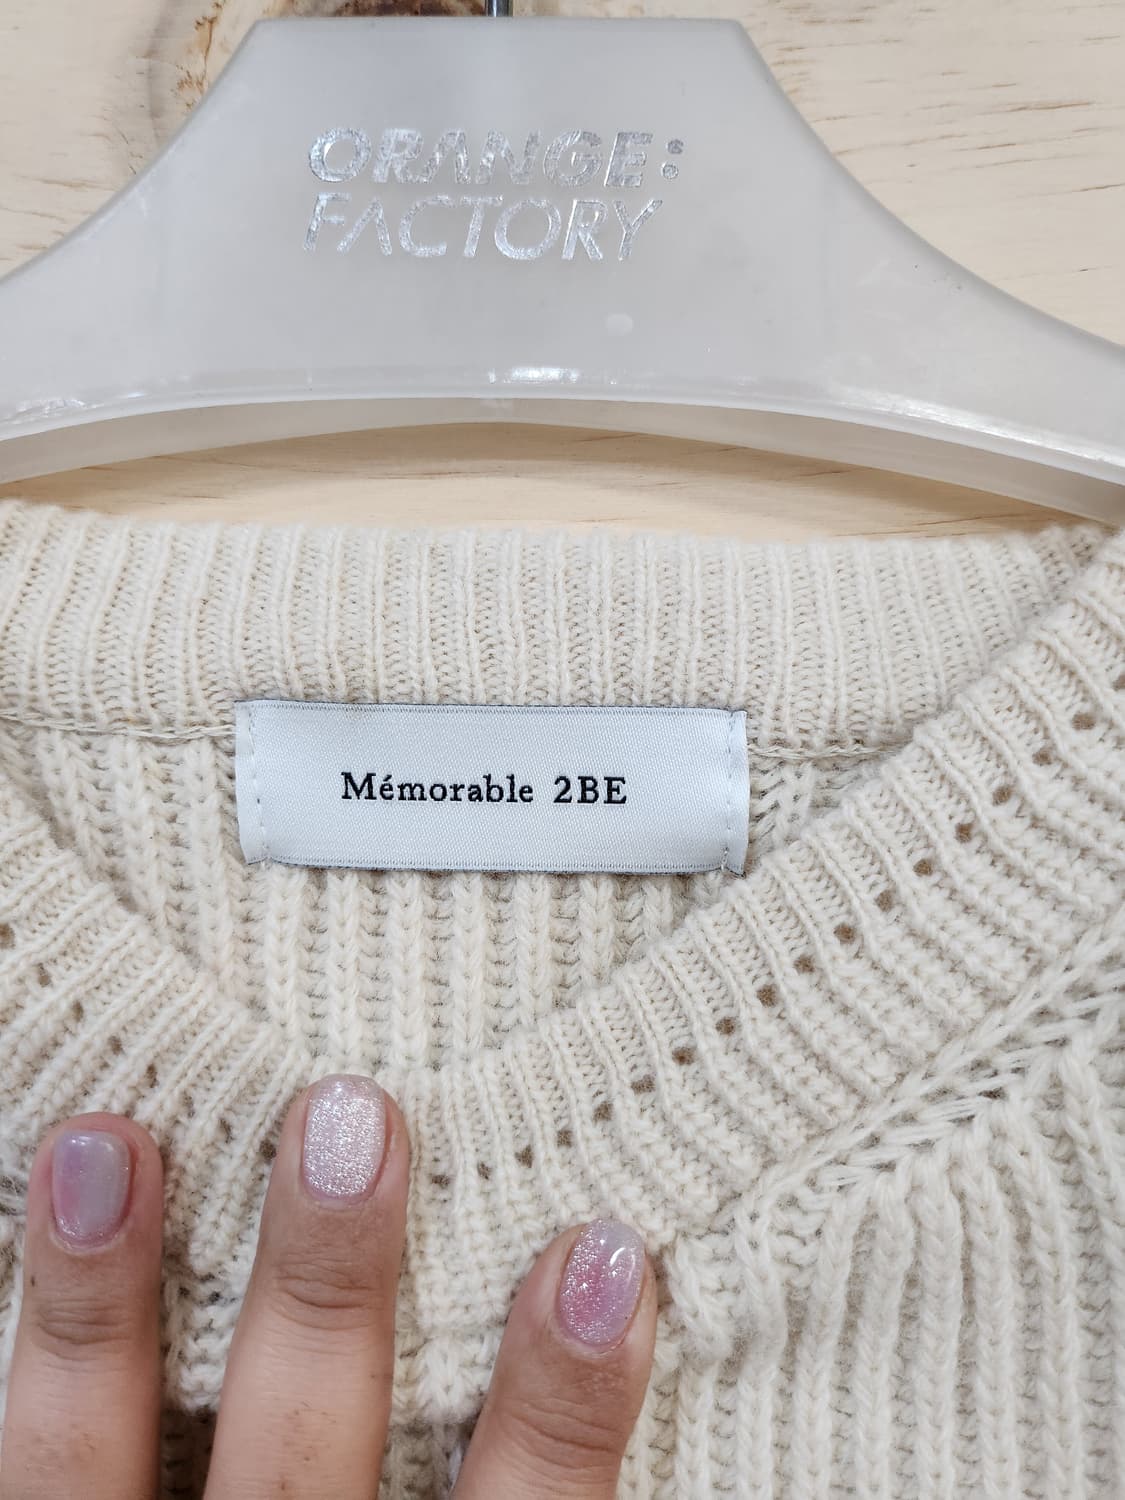 ORANGE:
FACTORY
Mémorable 2BE